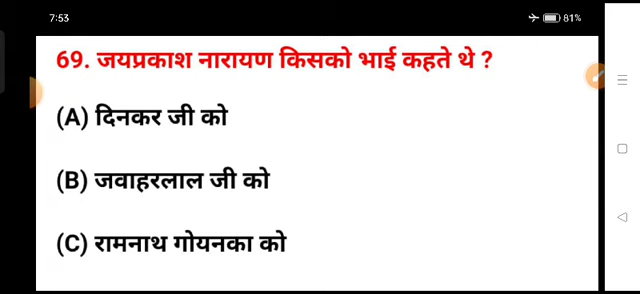 7:53
81%
69. जयप्रकाश नारायण किसको भाई कहते थे ?
(A) दिनकर जी को
(B) जवाहरलाल जी को
(C) रामनाथ गोयनका को